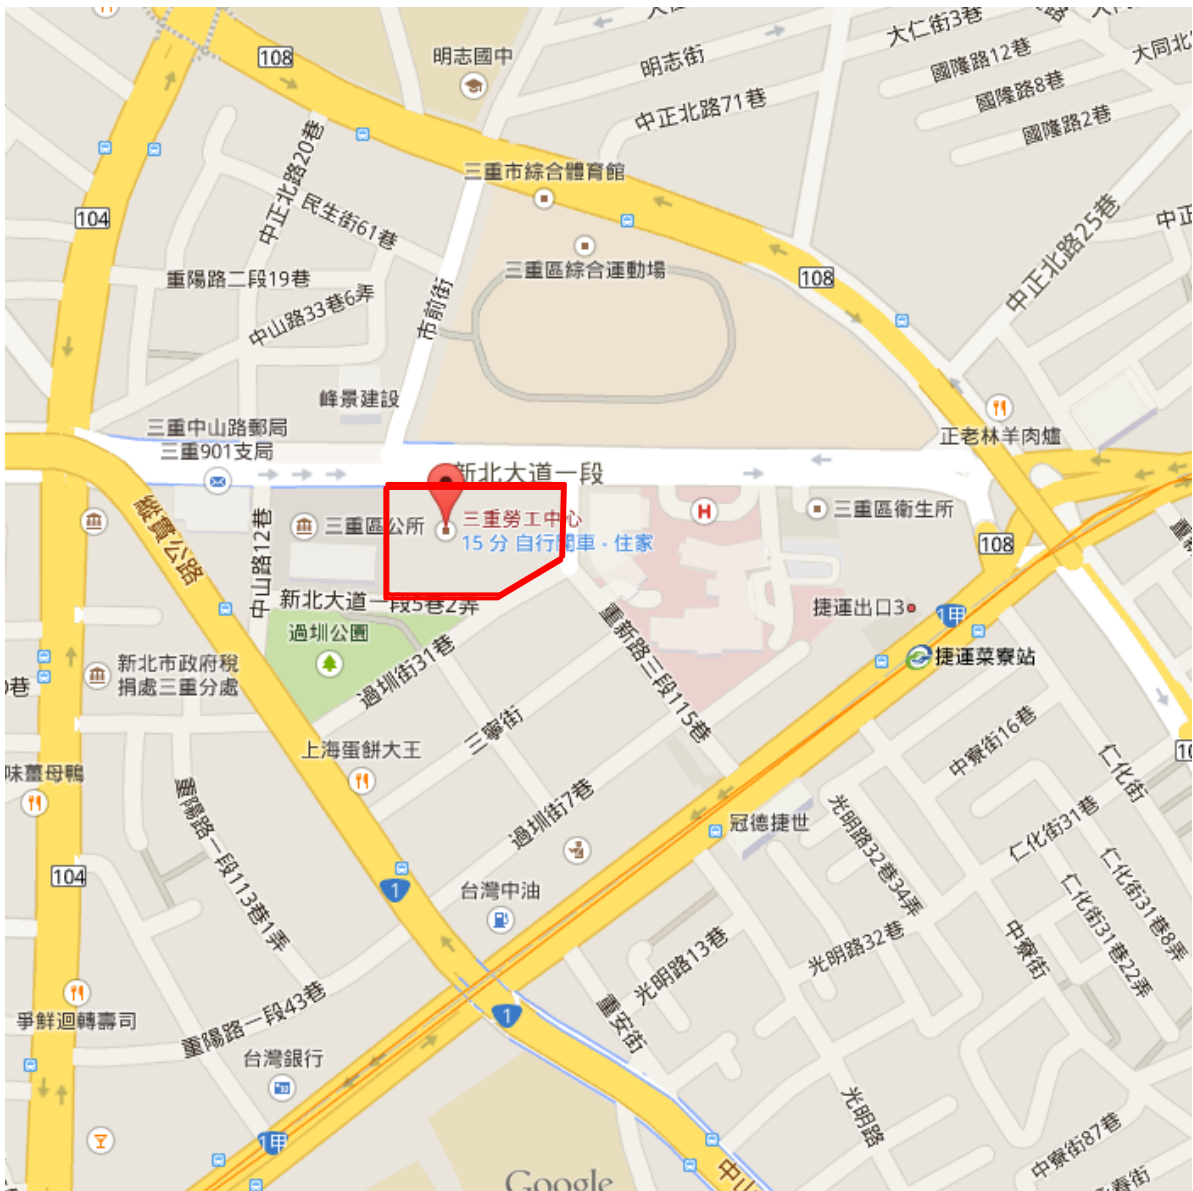 108
明志國中
明志街
大仁街3巷
國隆路12巷
國隆路8巷
國隆路2巷
大同北
中正北路71巷
中正北路20巷
三重市綜合體育館
民生街61巷
104
中正北路25巷
中正
三重區綜合運動場
108
重陽路二段19巷
中山路33巷6弄
市前街
峰景建設
三重中山路郵局
三重901支局
正老林羊肉爐
新北大道一段
縱貫公路
中山路12巷
三重區公所
三重勞工中心
15 分 自行開車 - 住家
H
三重區衛生所
108
新北大道一段5巷2弄
過圳公園
重新路三段115巷
捷運出口3
1甲
捷運菜寮站
新北市政府稅
捐處三重分處
過圳街31巷
三寧街
上海蛋餅大王
味薑母鴨
重陽路一段113巷1弄
過圳街7巷
冠德捷世
中寮街16巷
仁化街
光明路32巷34弄
仁化街31巷
仁化街31巷8弄
仁化街31巷22弄
104
1
台灣中油
光明路13巷
光明路32巷
中寮街
爭鮮迴轉壽司
重陽路一段43巷
1
重安街
台灣銀行
光明路
1甲
中寮街87巷
中山
Google